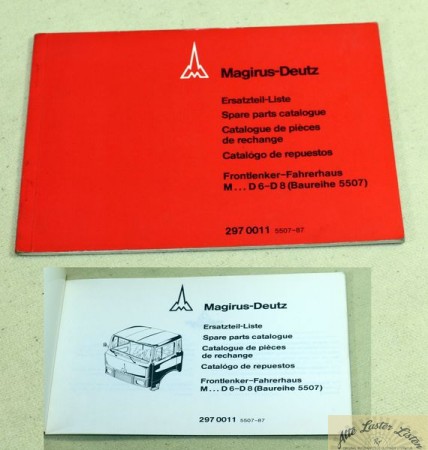 Magirus-Deutz
Ersatzteil-Liste
Spare parts catalogue
Catalogue de pièces
de rechange
Catalogo de repuestos
Frontlenker-Fahrerhaus
M... D 6-D 8 (Baureihe 5507)
297 0011 5507-87
Magirus-Deutz
Ersatzteil-Liste
Spare parts catalogue
Catalogue de pièces
de rechange
Catalógo de repuestos
Frontlenker-Fahrerhaus
M... D 6-D 8 (Baureihe 5507)
297 0011 5507-87